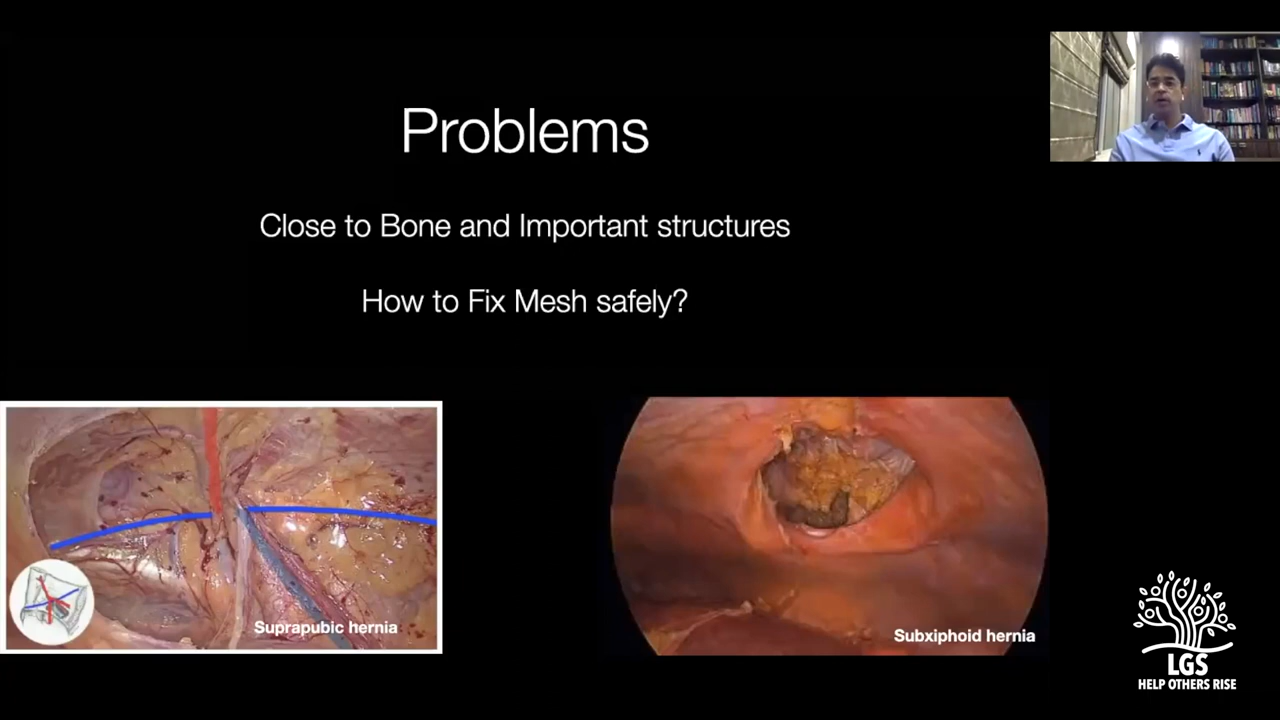 Problems
Close to Bone and Important structures
How to Fix Mesh safely?
Suprapubic hernia
Subxiphoid hernia
LGS
HELP OTHERS RISE